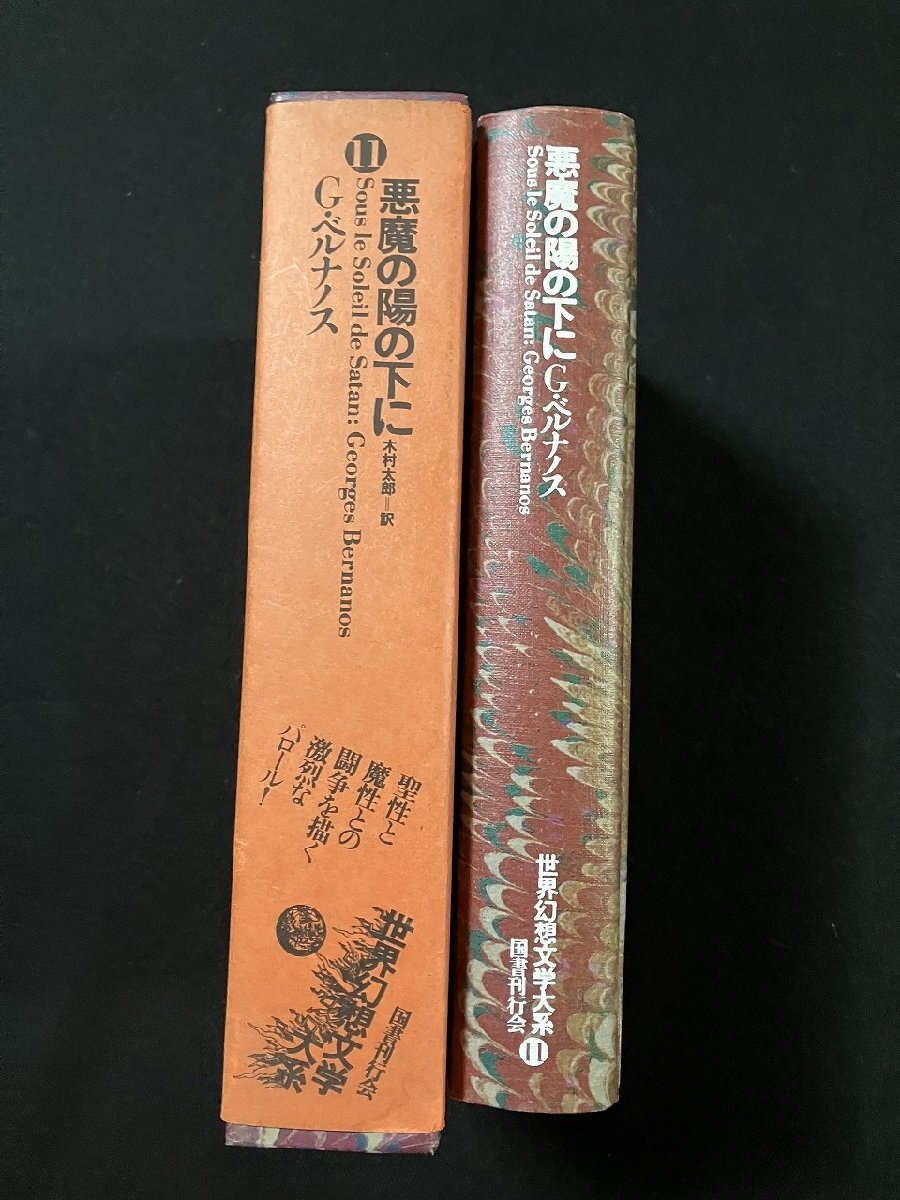 11
悪魔の陽の下に
木村太郎=訳
Sous le Soleil de Satan: Georges Bernanos
G・ベルナノス
聖性と
魔性との
闘争を描く
激烈な
パロール!
世界幻想文学大系
国書刊行会
悪魔の陽の下に G・ベルナノス
Sous le Soleil de Satan: Georges Bernanos
世界幻想文学大系 11
国書刊行会